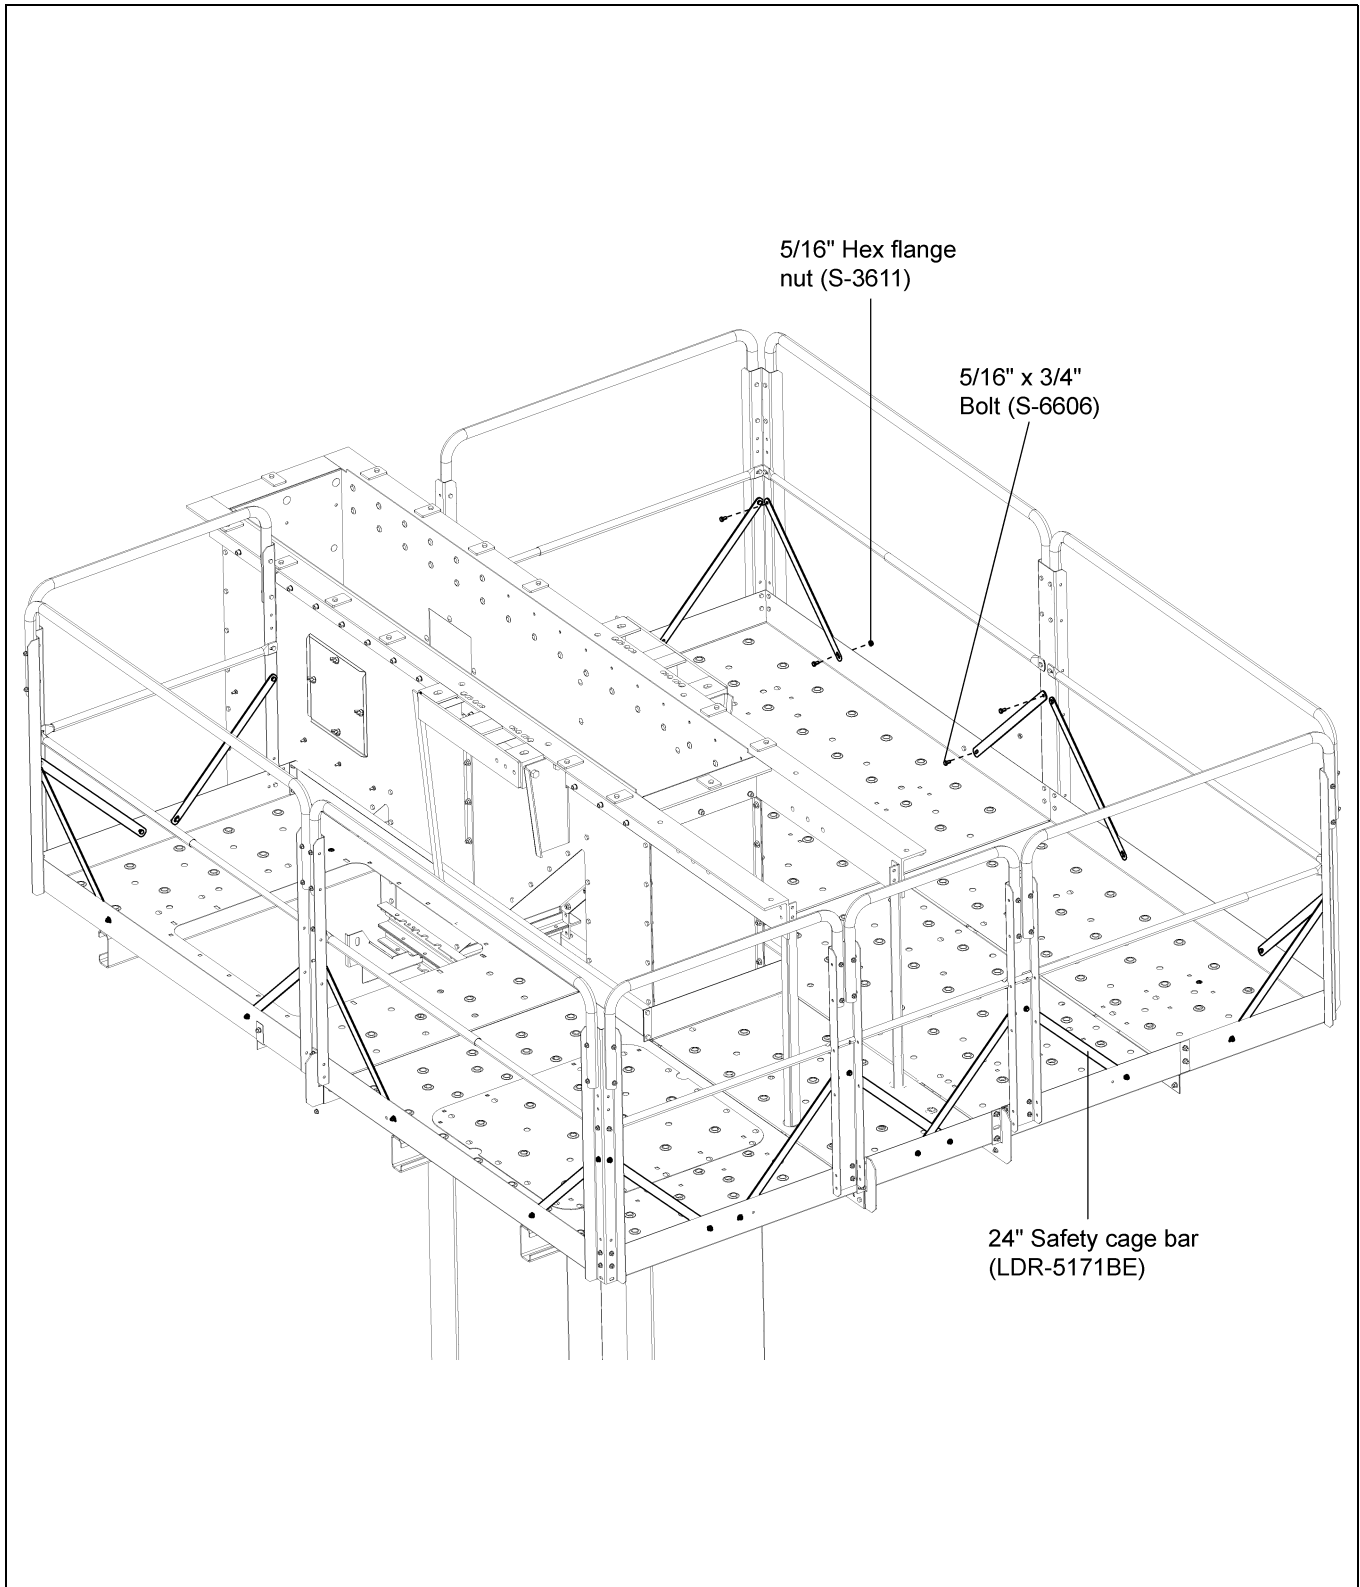 5/16" Hex flange
nut (S-3611)
5/16" x 3/4"
Bolt (S-6606)
24" Safety cage bar
(LDR-5171BE)